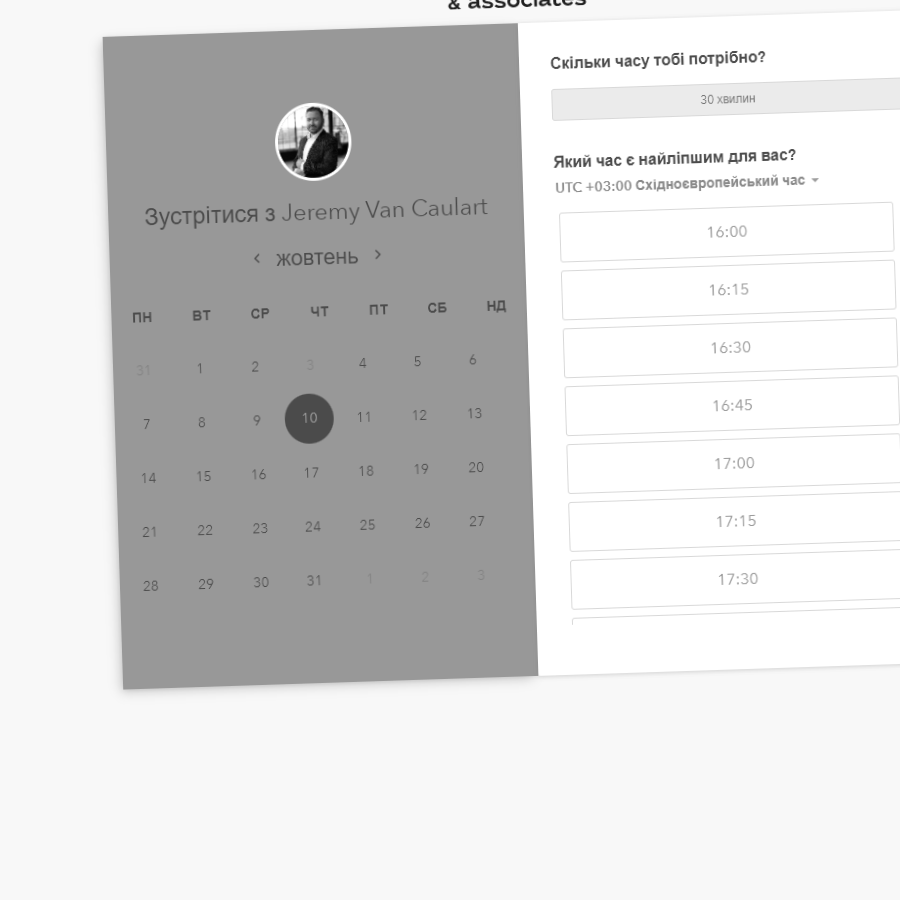 & associates
Зустрітися з Jeremy Van Caulart
жовтень
ПН ВТ СР ЧТ ПТ СБ НД
31 1 2 3 4 5 6
7 8 9 10 11 12 13
14 15 16 17 18 19 20
21 22 23 24 25 26 27
28 29 30 31 1 2 3
Скільки часу тобі потрібно?
30 хвилин
Який час є найліпшим для вас?
UTC +03:00 Східноєвропейський час
16:00
16:15
16:30
16:45
17:00
17:15
17:30